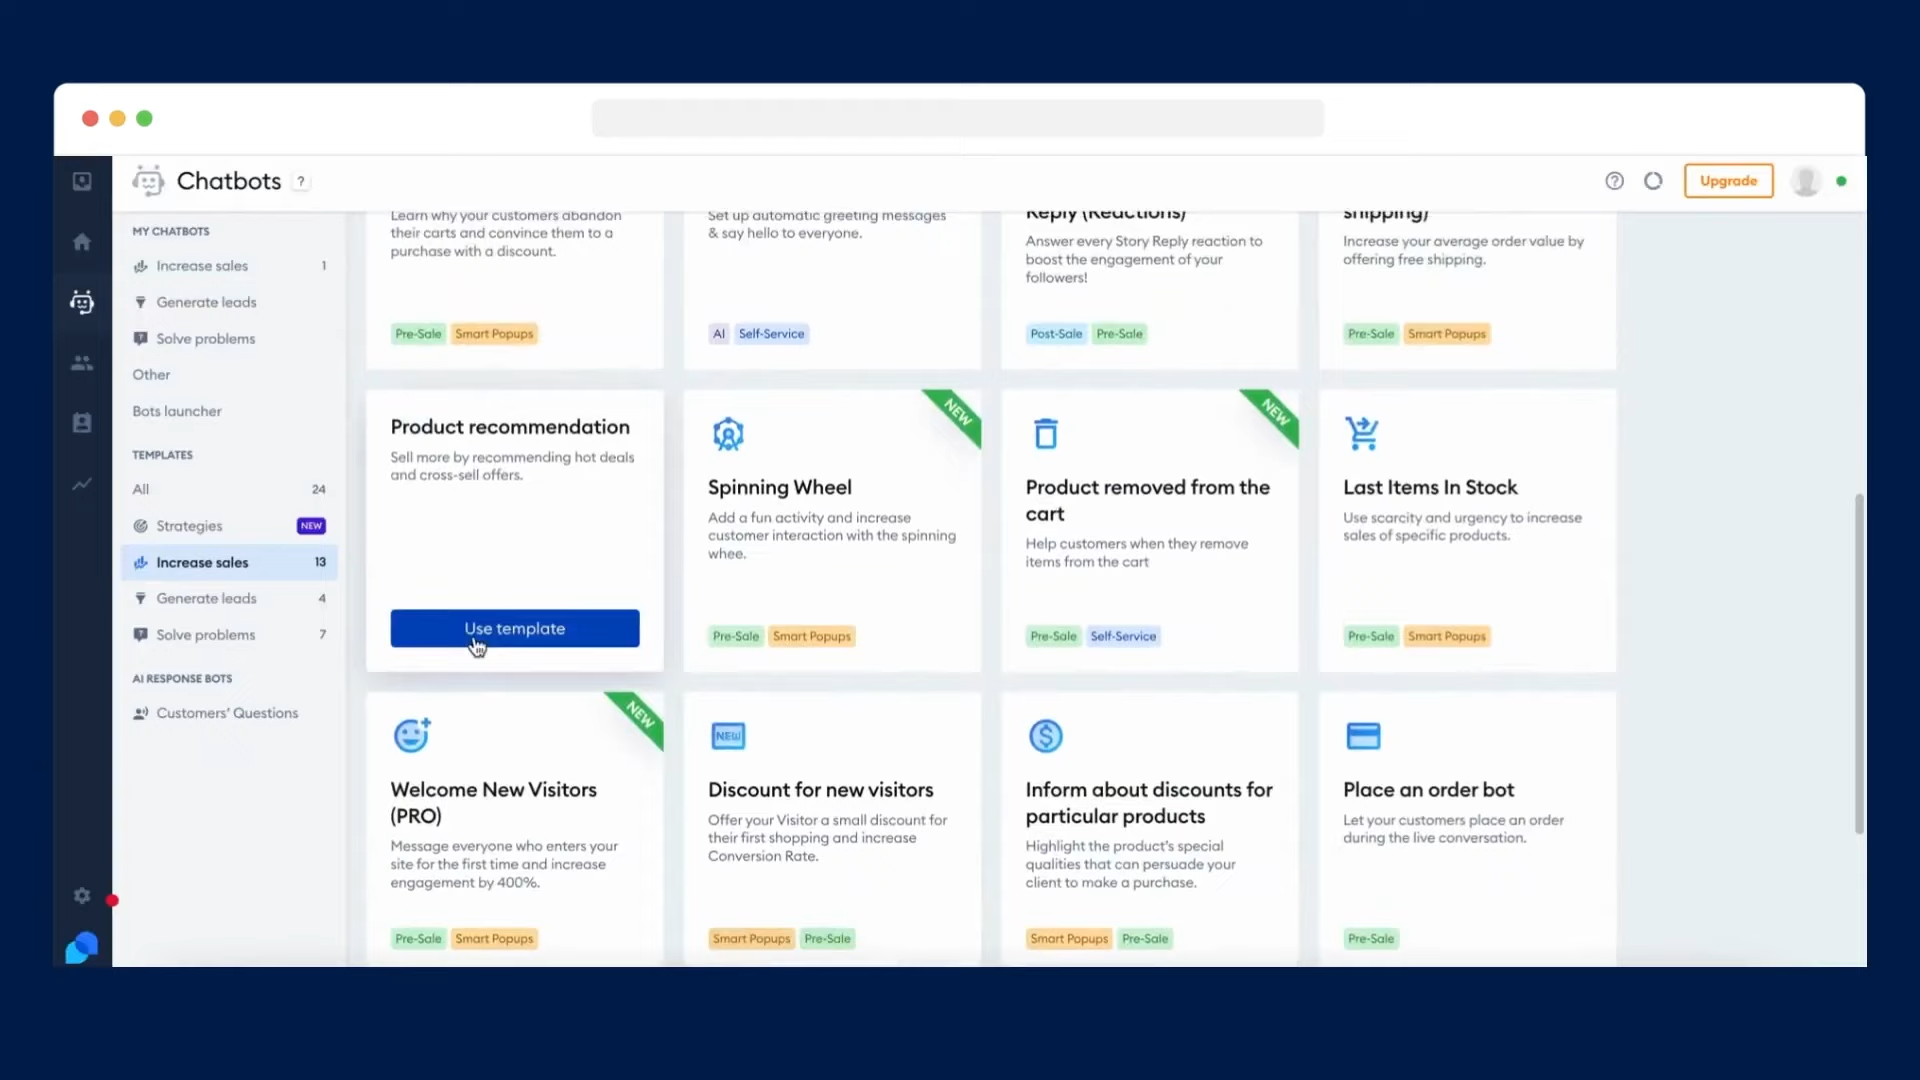 Chatbots ?
Upgrade
MY CHATBOTS
Increase sales 1
Generate leads
Solve problems
Other
Bots launcher
TEMPLATES
All 24
Strategies NEW
Increase sales 13
Generate leads 4
Solve problems 7
AI RESPONSE BOTS
Customers' Questions
Learn why your customers abandon
their carts and convince them to a
purchase with a discount.
Pre-Sale Smart Popups
Set up automatic greeting messages
& say hello to everyone.
AI Self-Service
Reply (Reactions)
Answer every Story Reply reaction to
boost the engagement of your
followers!
Post-Sale Pre-Sale
shipping)
Increase your average order value by
offering free shipping.
Pre-Sale Smart Popups
Product recommendation
Sell more by recommending hot deals
and cross-sell offers.
Use template
NEW
Spinning Wheel
Add a fun activity and increase
customer interaction with the spinning
whee.
Pre-Sale Smart Popups
NEW
Product removed from the
cart
Help customers when they remove
items from the cart
Pre-Sale Self-Service
Last Items In Stock
Use scarcity and urgency to increase
sales of specific products.
Pre-Sale Smart Popups
NEW
Welcome New Visitors
(PRO)
Message everyone who enters your
site for the first time and increase
engagement by 400%.
Pre-Sale Smart Popups
NEW
Discount for new visitors
Offer your Visitor a small discount for
their first shopping and increase
Conversion Rate.
Smart Popups Pre-Sale
Inform about discounts for
particular products
Highlight the product's special
qualities that can persuade your
client to make a purchase.
Smart Popups Pre-Sale
Place an order bot
Let your customers place an order
during the live conversation.
Pre-Sale